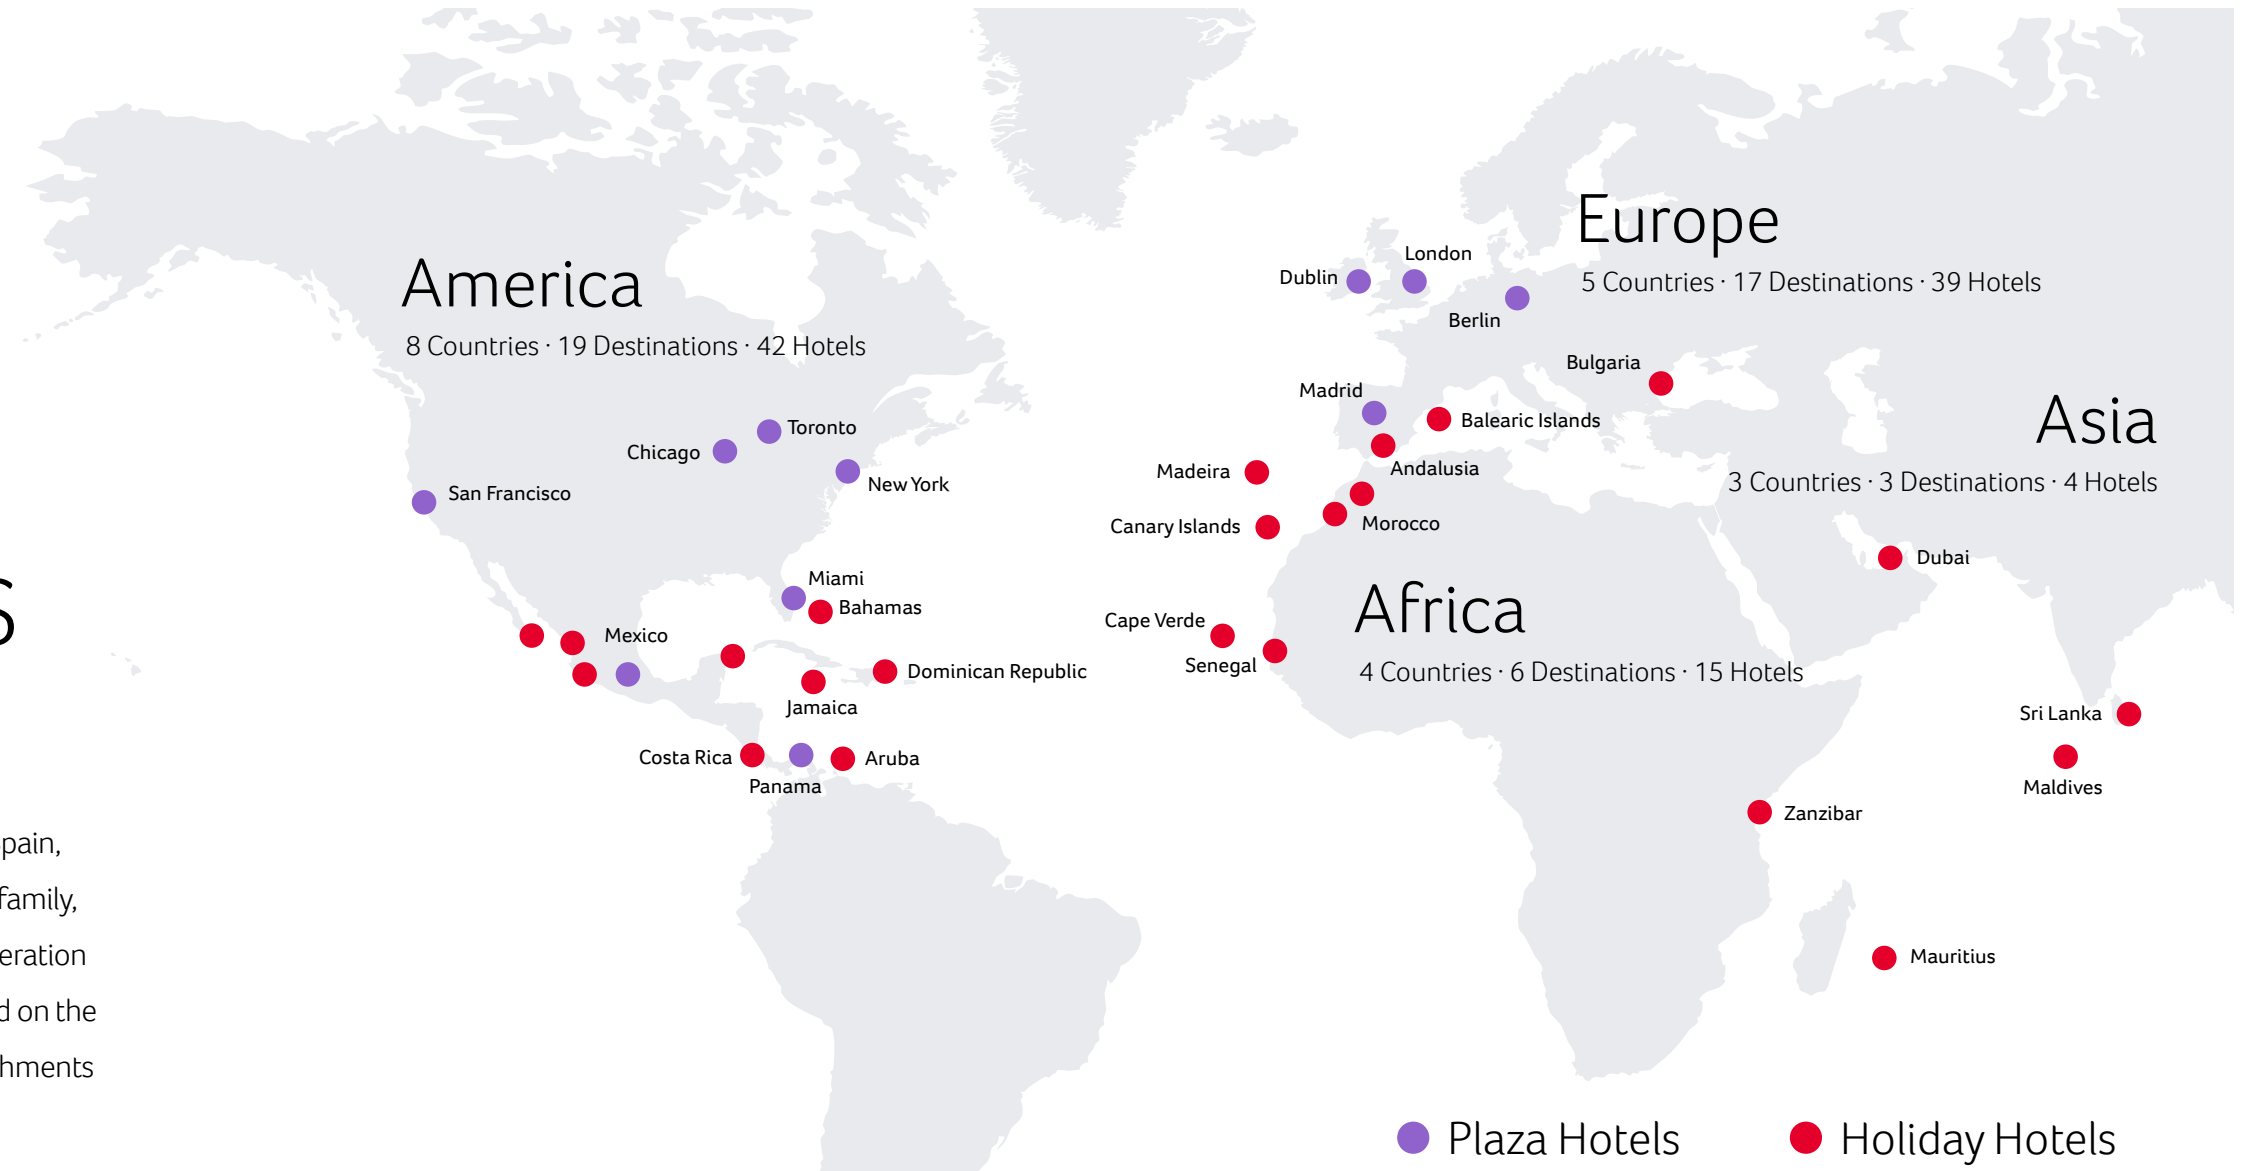 America
8 Countries · 19 Destinations · 42 Hotels
Toronto
Chicago
New York
San Francisco
Miami
Bahamas
Mexico
Dominican Republic
Jamaica
Costa Rica
Aruba
Panama
Europe
5 Countries · 17 Destinations · 39 Hotels
London
Dublin
Berlin
Bulgaria
Madrid
Balearic Islands
Andalusia
Madeira
Canary Islands
Morocco
Asia
3 Countries · 3 Destinations · 4 Hotels
Dubai
Sri Lanka
Maldives
Africa
4 Countries · 6 Destinations · 15 Hotels
Cape Verde
Senegal
Zanzibar
Mauritius
s
pain,
family,
eration
d on the
hments
Plaza Hotels
Holiday Hotels